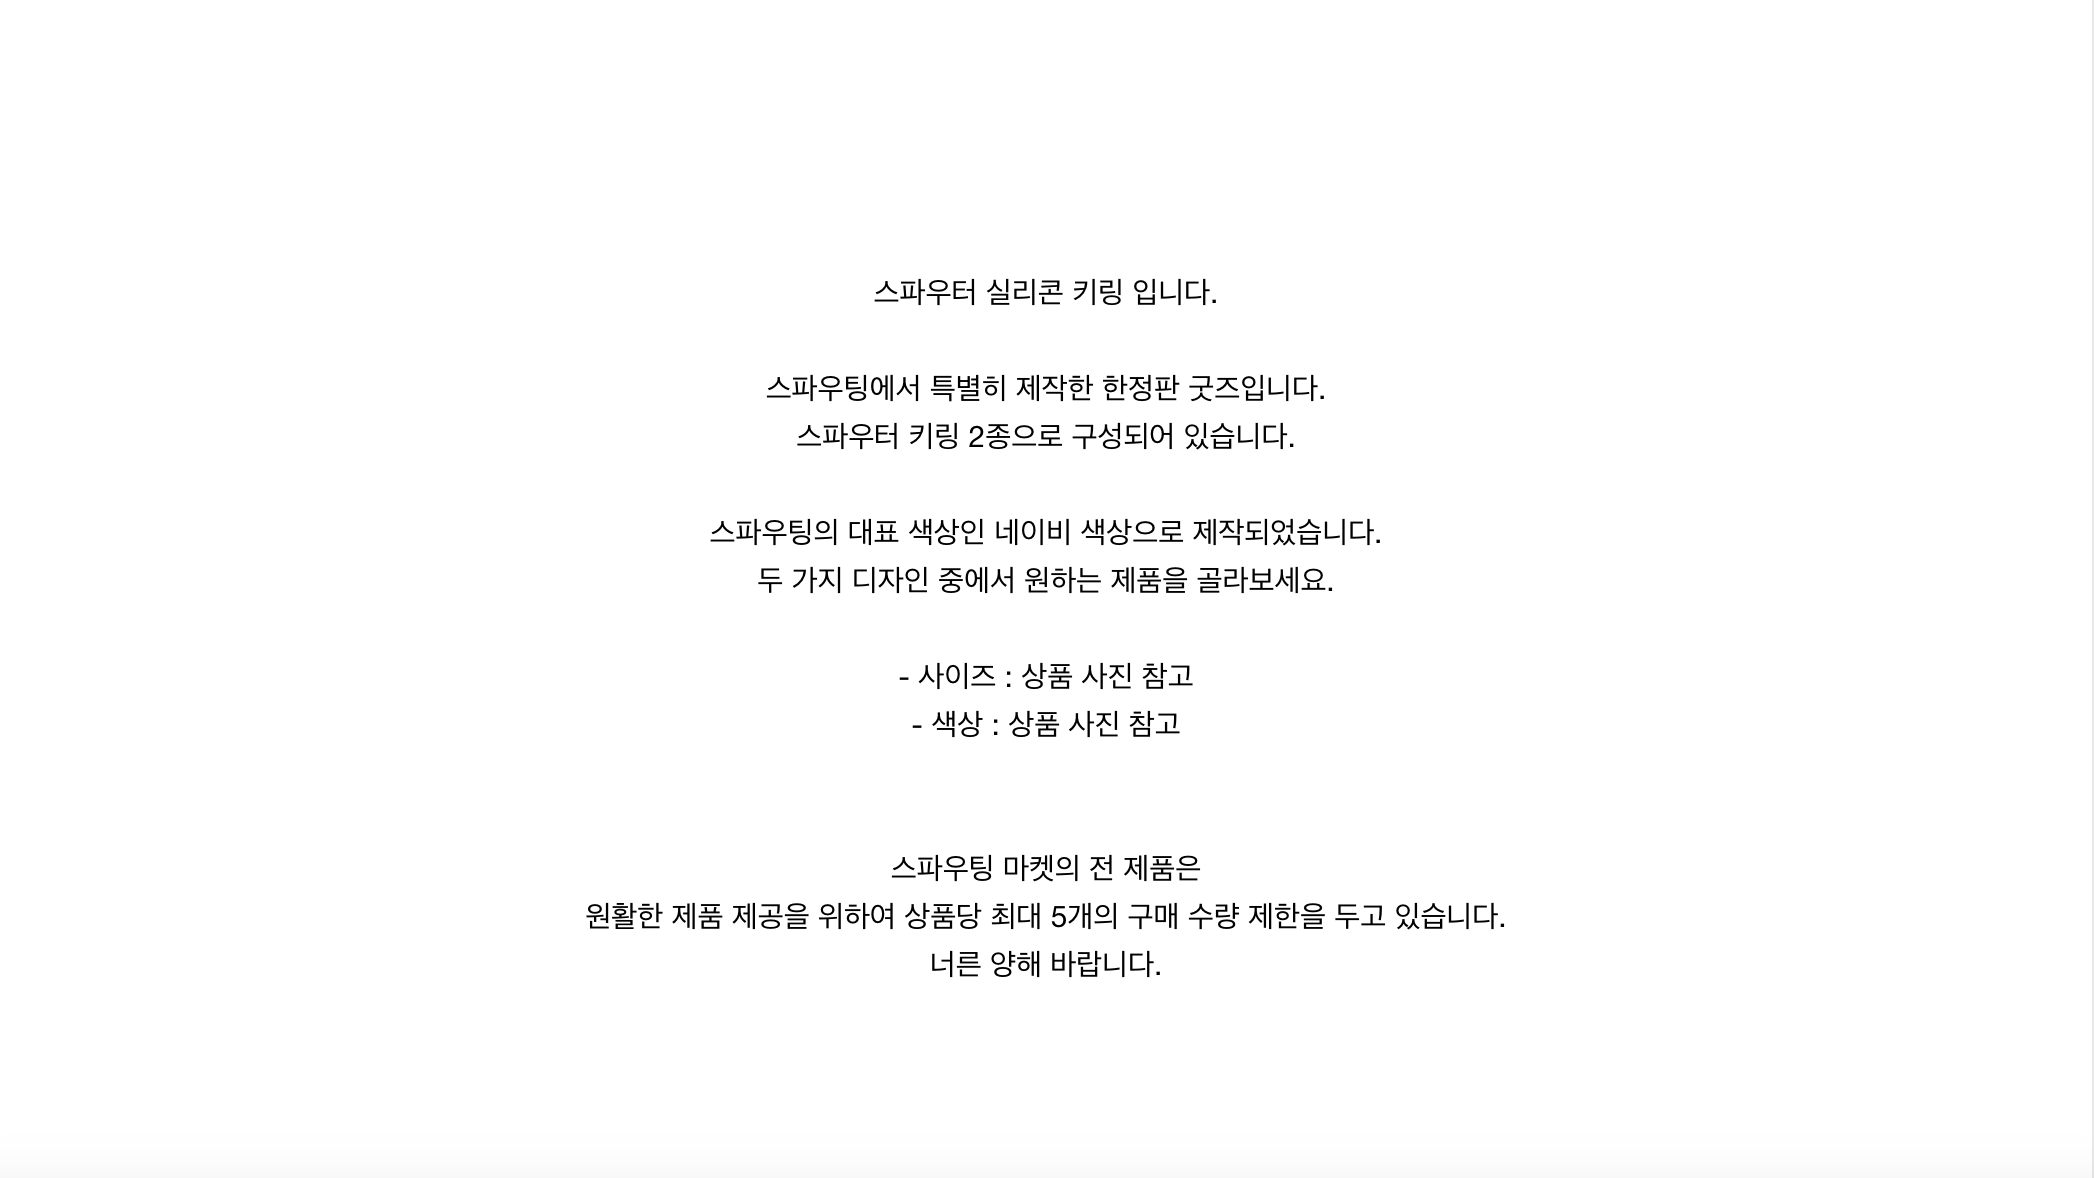 스파우터 실리콘 키링 입니다.
스파우팅에서 특별히 제작한 한정판 굿즈입니다.
스파우터 키링 2종으로 구성되어 있습니다.
스파우팅의 대표 색상인 네이비 색상으로 제작되었습니다.
두 가지 디자인 중에서 원하는 제품을 골라보세요.
- 사이즈 : 상품 사진 참고
- 색상 : 상품 사진 참고
스파우팅 마켓의 전 제품은
원활한 제품 제공을 위하여 상품당 최대 5개의 구매 수량 제한을 두고 있습니다.
너른 양해 바랍니다.